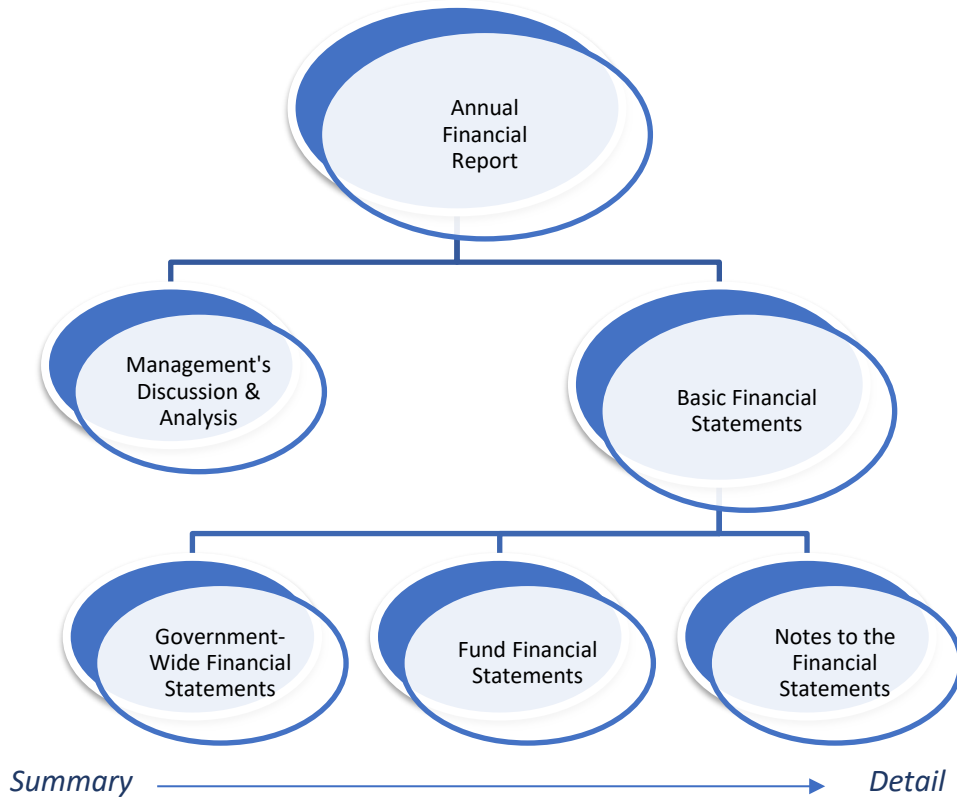 Annual
Financial
Report
Management's
Discussion &
Analysis
Basic Financial
Statements
Government-
Wide Financial
Statements
Fund Financial
Statements
Notes to the
Financial
Statements
Summary
Detail